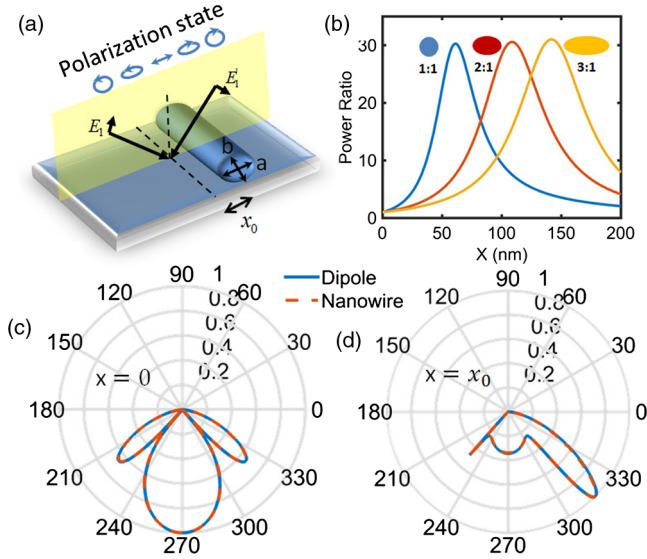 (a)
Polarization state
E₁
E₁ⁱ
b
a
x₀
(b)
Power Ratio
30
20
10
0
1:1
2:1
3:1
0
50
100
150
200
X (nm)
Dipole
Nanowire
(c)
x = 0
90
1
60
0.8
0.6
0.4
0.2
30
0
330
300
270
240
210
180
150
120
(d)
x = x₀
90
1
60
0.8
0.6
0.4
0.2
30
0
330
300
270
240
210
180
150
120